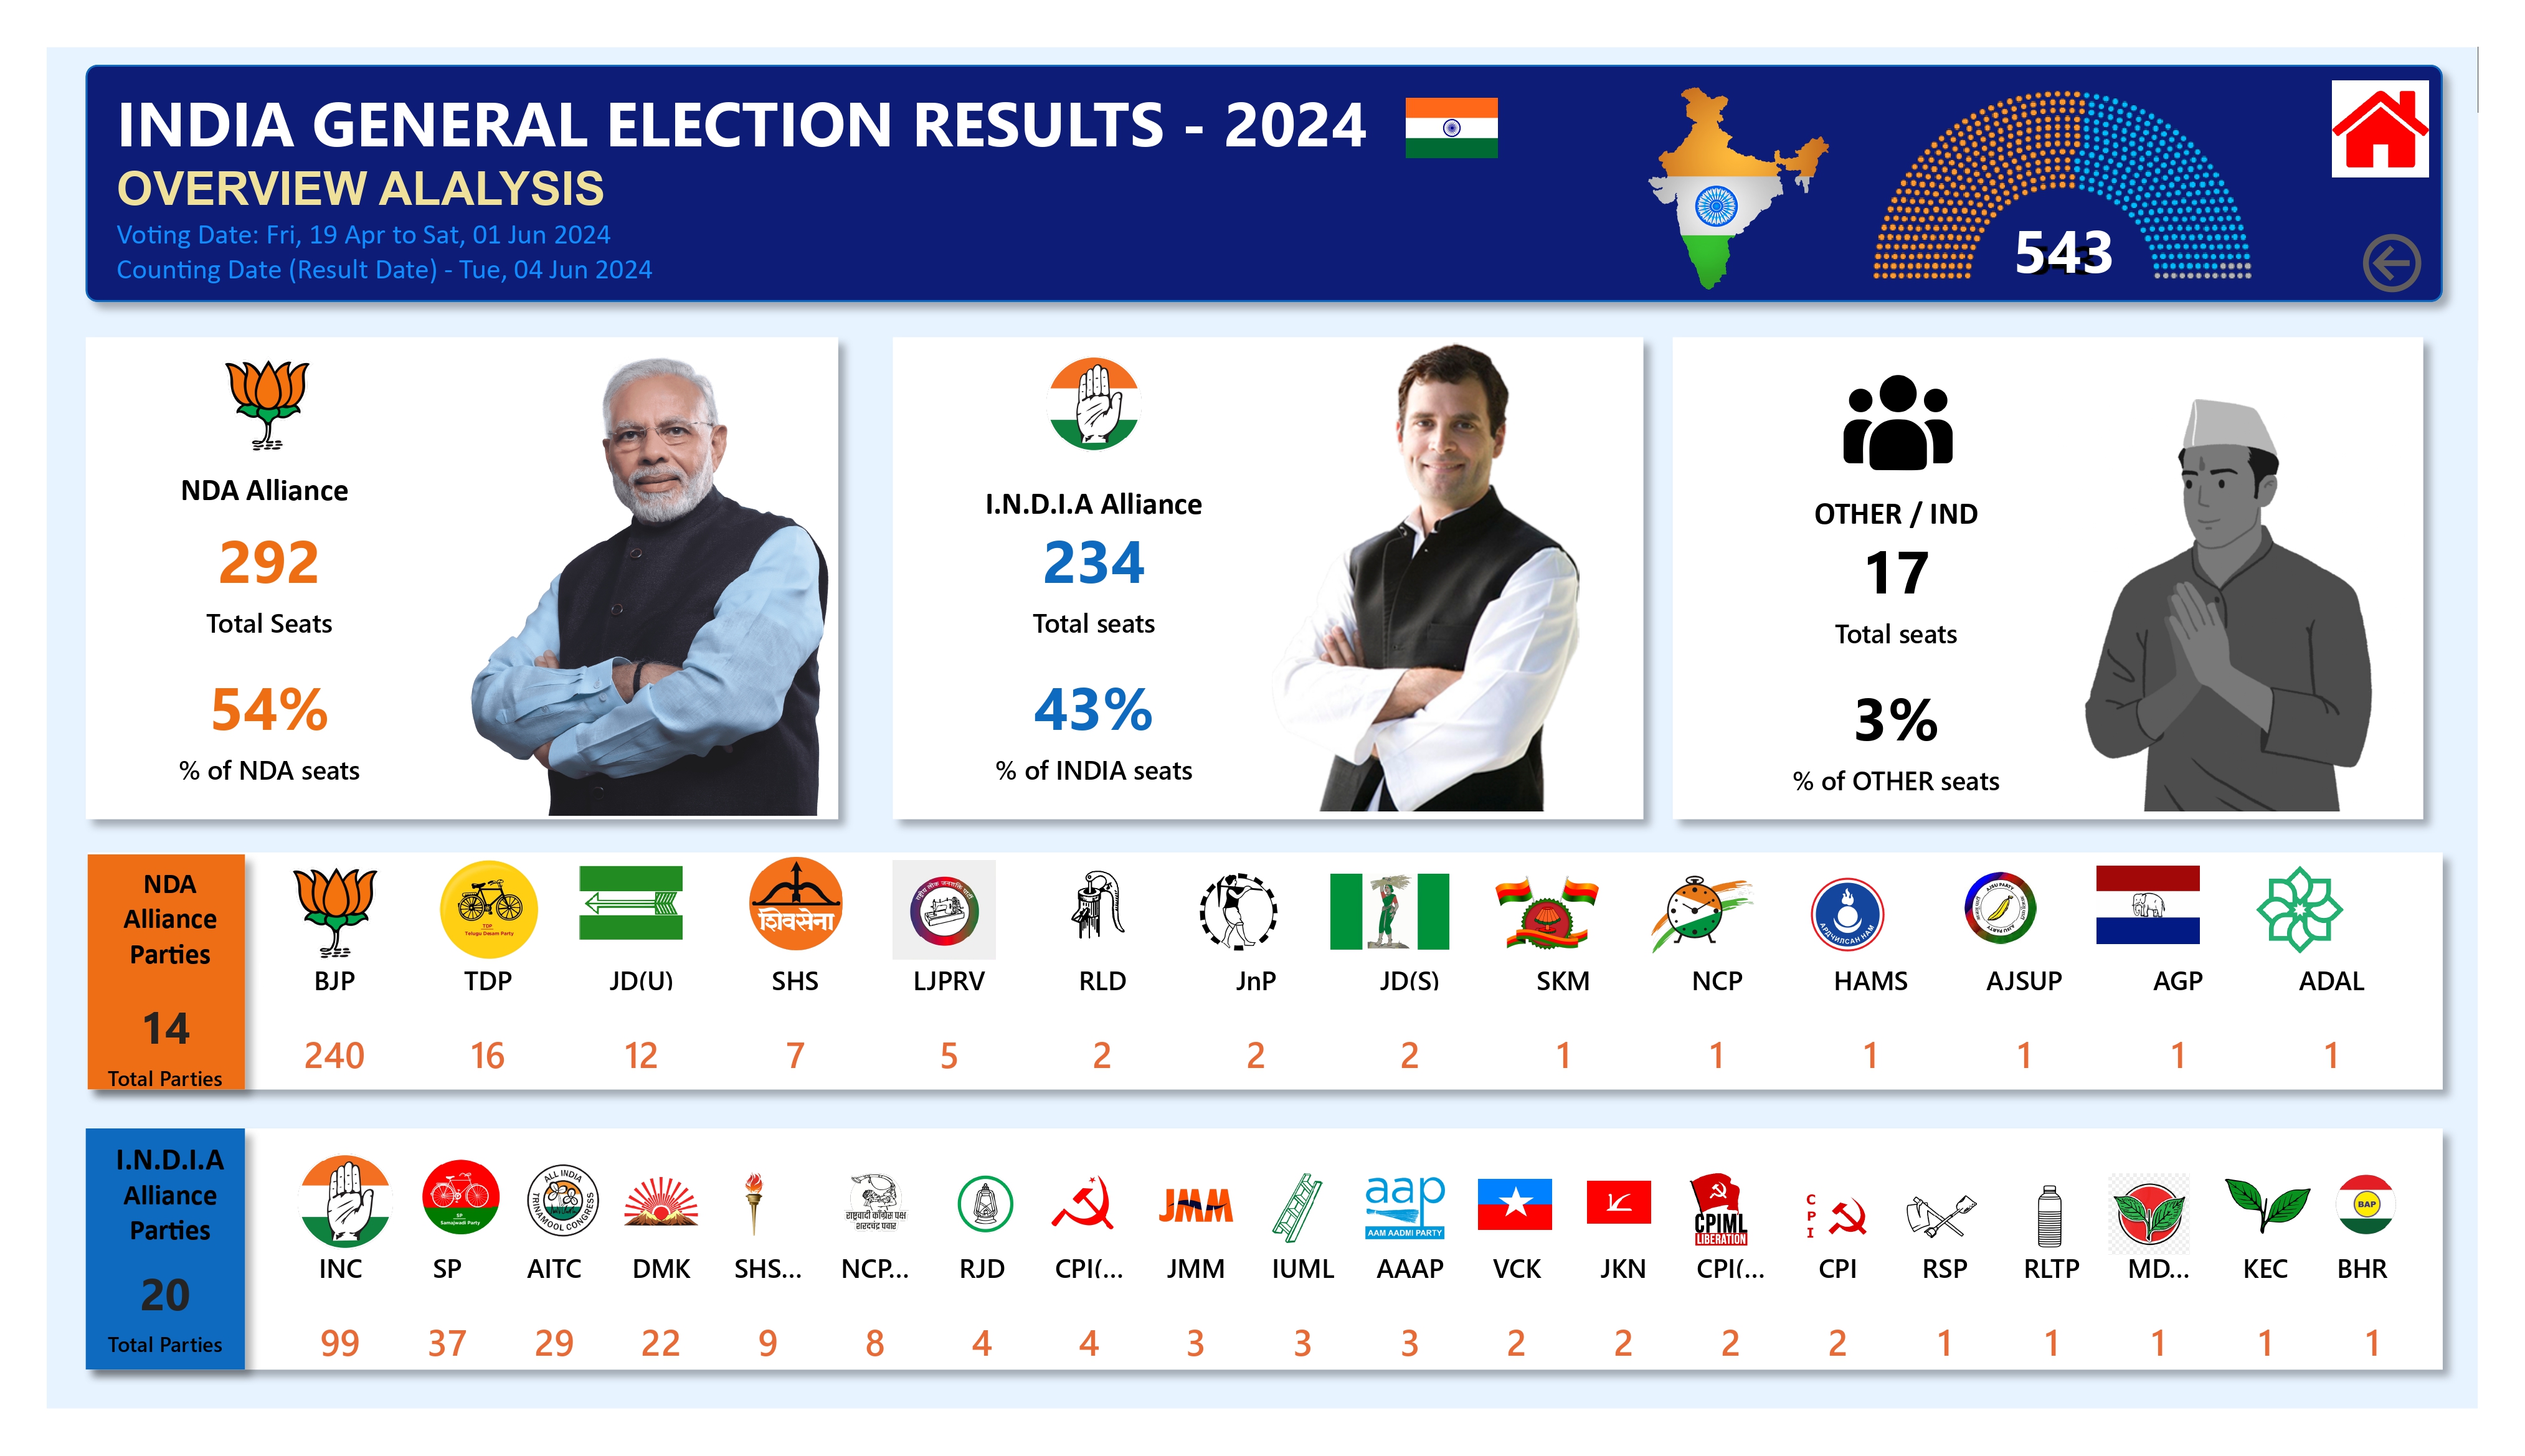 INDIA GENERAL ELECTION RESULTS - 2024
OVERVIEW ALALYSIS
Voting Date: Fri, 19 Apr to Sat, 01 Jun 2024
Counting Date (Result Date) - Tue, 04 Jun 2024
543
NDA Alliance
292
Total Seats
54%
% of NDA seats
I.N.D.I.A Alliance
234
Total seats
43%
% of INDIA seats
OTHER / IND
17
Total seats
3%
% of OTHER seats
NDA
Alliance
Parties
14
Total Parties
TDP
Telugu Desam Party
शिवसेना
АРДЧИЛСАН НАМ
AJSU PARTY
BJP TDP JD(U) SHS LJPRV RLD JnP JD(S) SKM NCP HAMS AJSUP AGP ADAL
240 16 12 7 5 2 2 2 1 1 1 1 1 1
I.N.D.I.A
Alliance
Parties
20
Total Parties
SP
Samajwadi Party
ALL INDIA
TRINAMOOL CONGRESS
राष्ट्रवादी काँग्रेस पक्ष
शरदचंद्र पवार
JMM
aap
AAM AADMI PARTY
CPIML
LIBERATION
C
P
I
BAP
INC SP AITC DMK SHS... NCP... RJD CPI(... JMM IUML AAAP VCK JKN CPI(... CPI RSP RLTP MD... KEC BHR
99 37 29 22 9 8 4 4 3 3 3 2 2 2 2 1 1 1 1 1